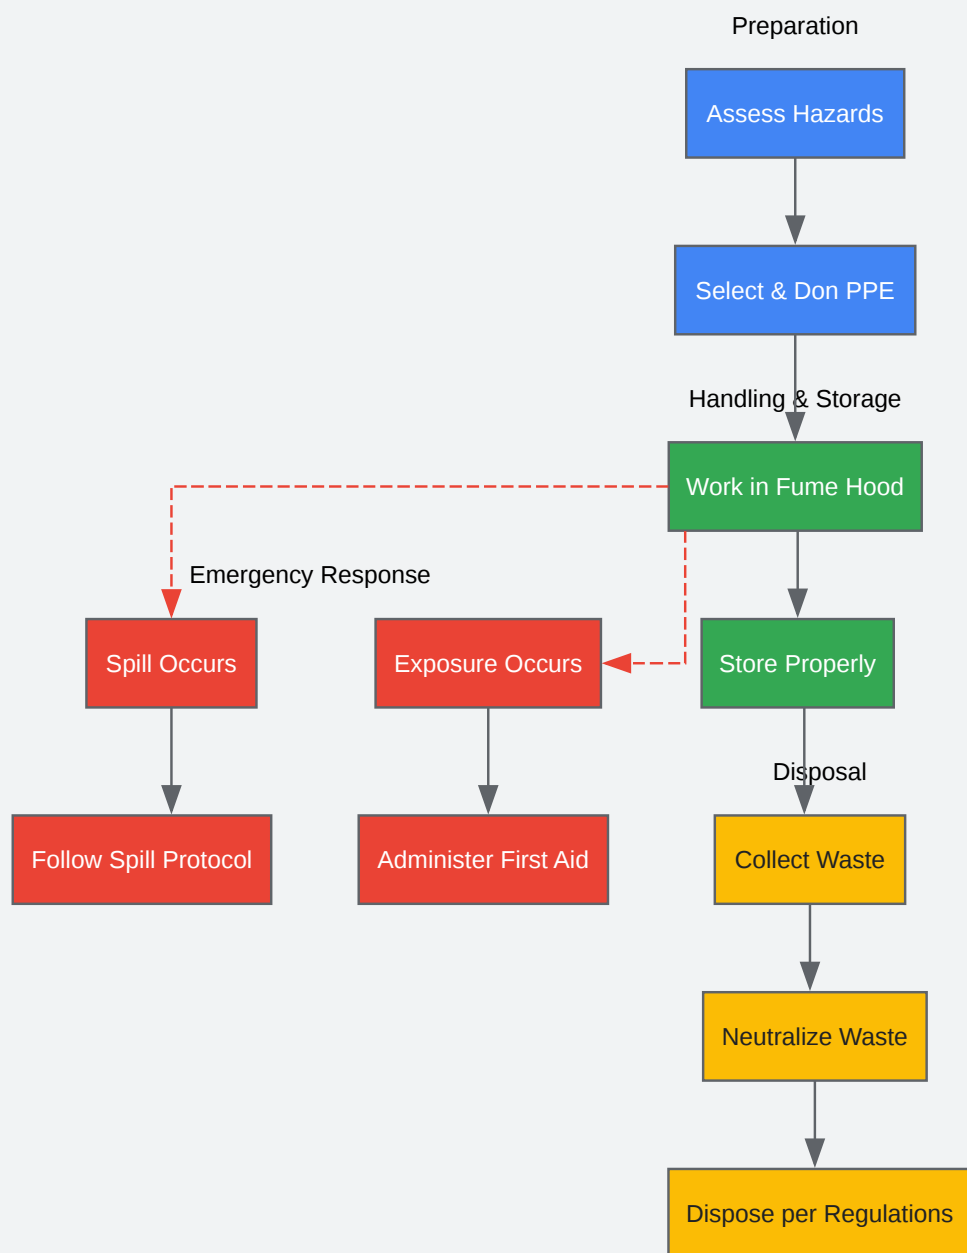 Preparation
Assess Hazards
Select & Don PPE
Handling & Storage
Work in Fume Hood
Emergency Response
Spill Occurs
Exposure Occurs
Store Properly
Disposal
Follow Spill Protocol
Administer First Aid
Collect Waste
Neutralize Waste
Dispose per Regulations